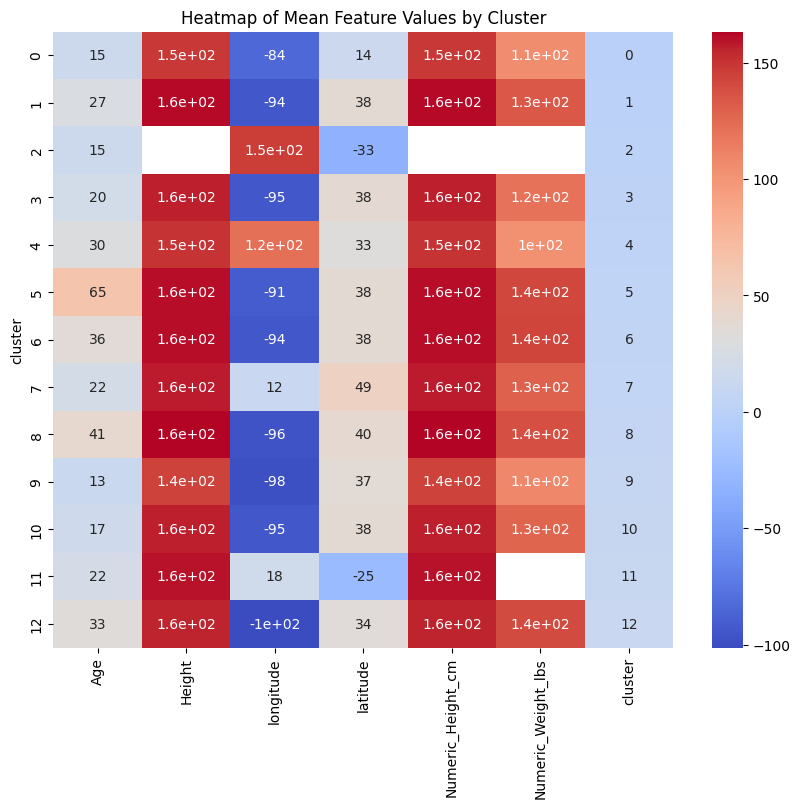 Heatmap of Mean Feature Values by Cluster
0 15 1.5e+02 -84 14 1.5e+02 1.1e+02 0
1 27 1.6e+02 -94 38 1.6e+02 1.3e+02 1
2 15 1.5e+02 -33 2
3 20 1.6e+02 -95 38 1.6e+02 1.2e+02 3
4 30 1.5e+02 1.2e+02 33 1.5e+02 1e+02 4
5 65 1.6e+02 -91 38 1.6e+02 1.4e+02 5
6 36 1.6e+02 -94 38 1.6e+02 1.4e+02 6
7 22 1.6e+02 12 49 1.6e+02 1.3e+02 7
8 41 1.6e+02 -96 40 1.6e+02 1.4e+02 8
9 13 1.4e+02 -98 37 1.4e+02 1.1e+02 9
10 17 1.6e+02 -95 38 1.6e+02 1.3e+02 10
11 22 1.6e+02 18 -25 1.6e+02 11
12 33 1.6e+02 -1e+02 34 1.6e+02 1.4e+02 12
cluster
Age Height longitude latitude Numeric_Height_cm Numeric_Weight_lbs cluster
150
100
50
0
−50
−100